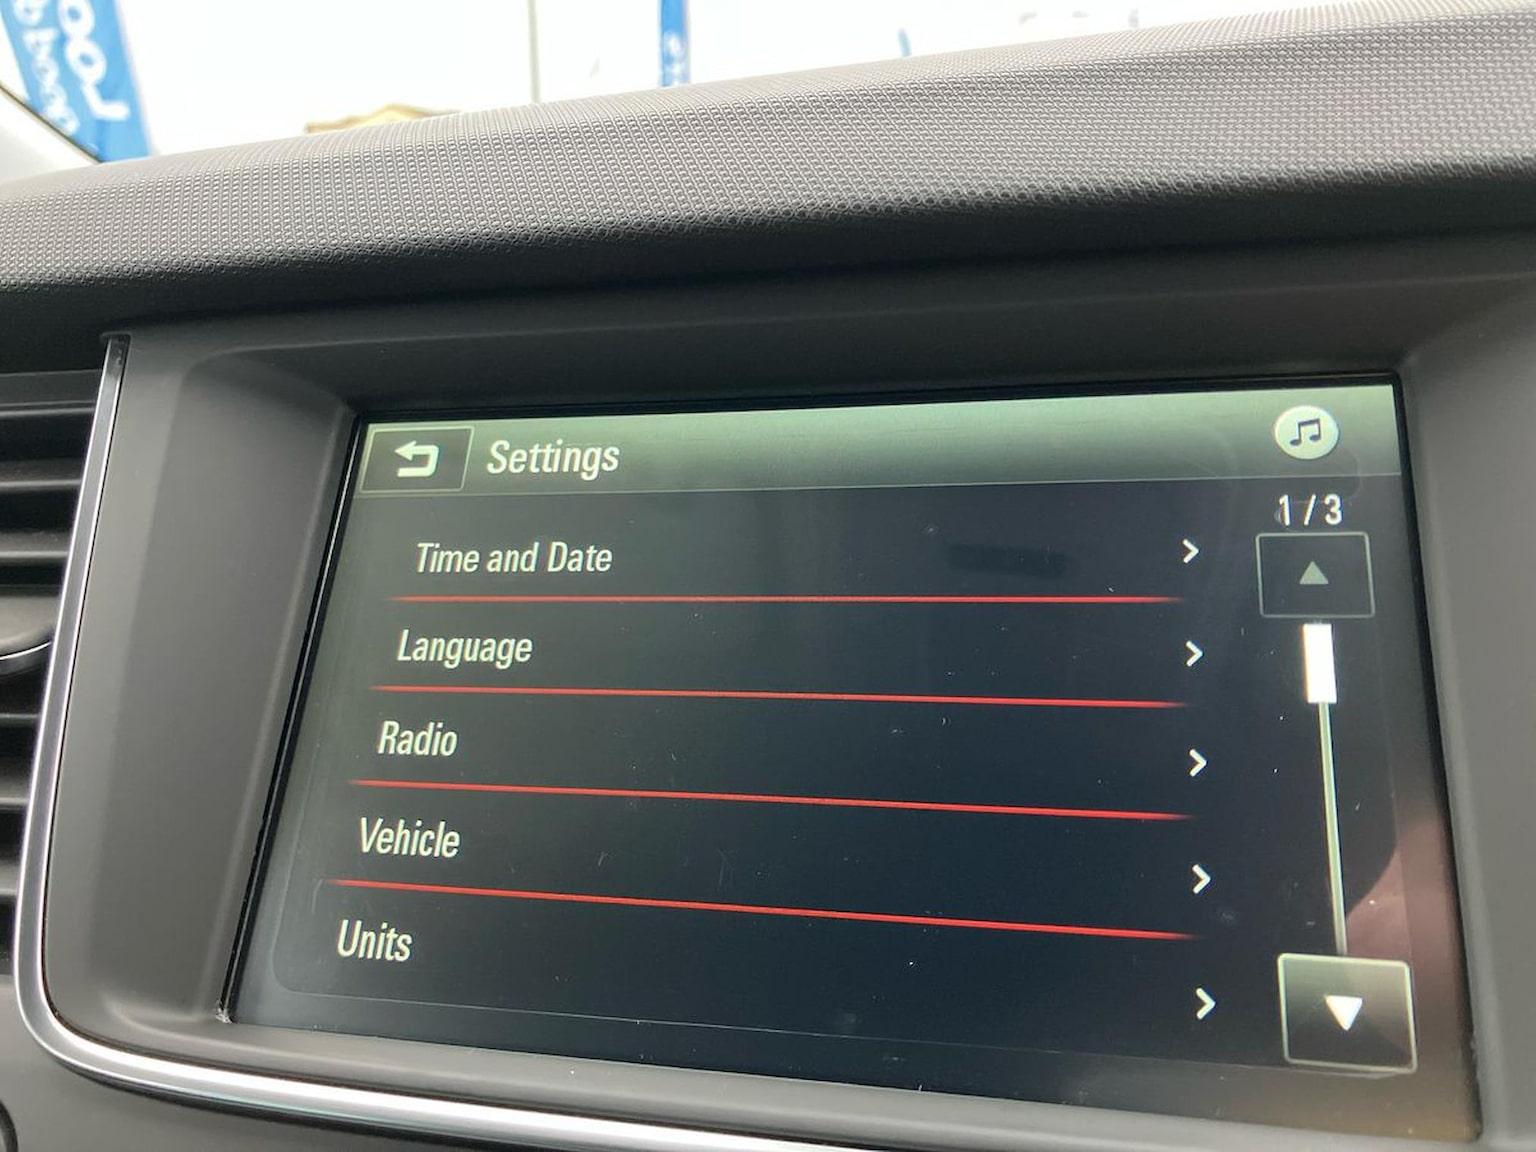 Settings
1/3
Time and Date
Language
Radio
Vehicle
Units